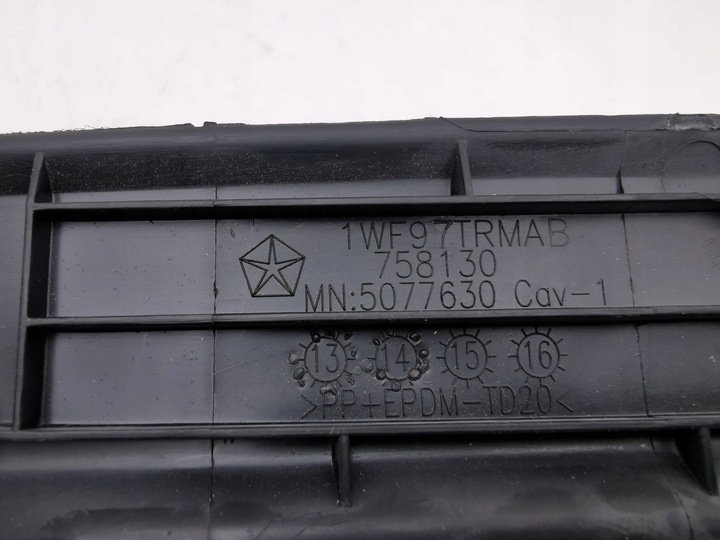 1WF97TRMAB
758130
MN:5077630 Cav-1
13 14 15 16
>PP+EPDM-TD20<